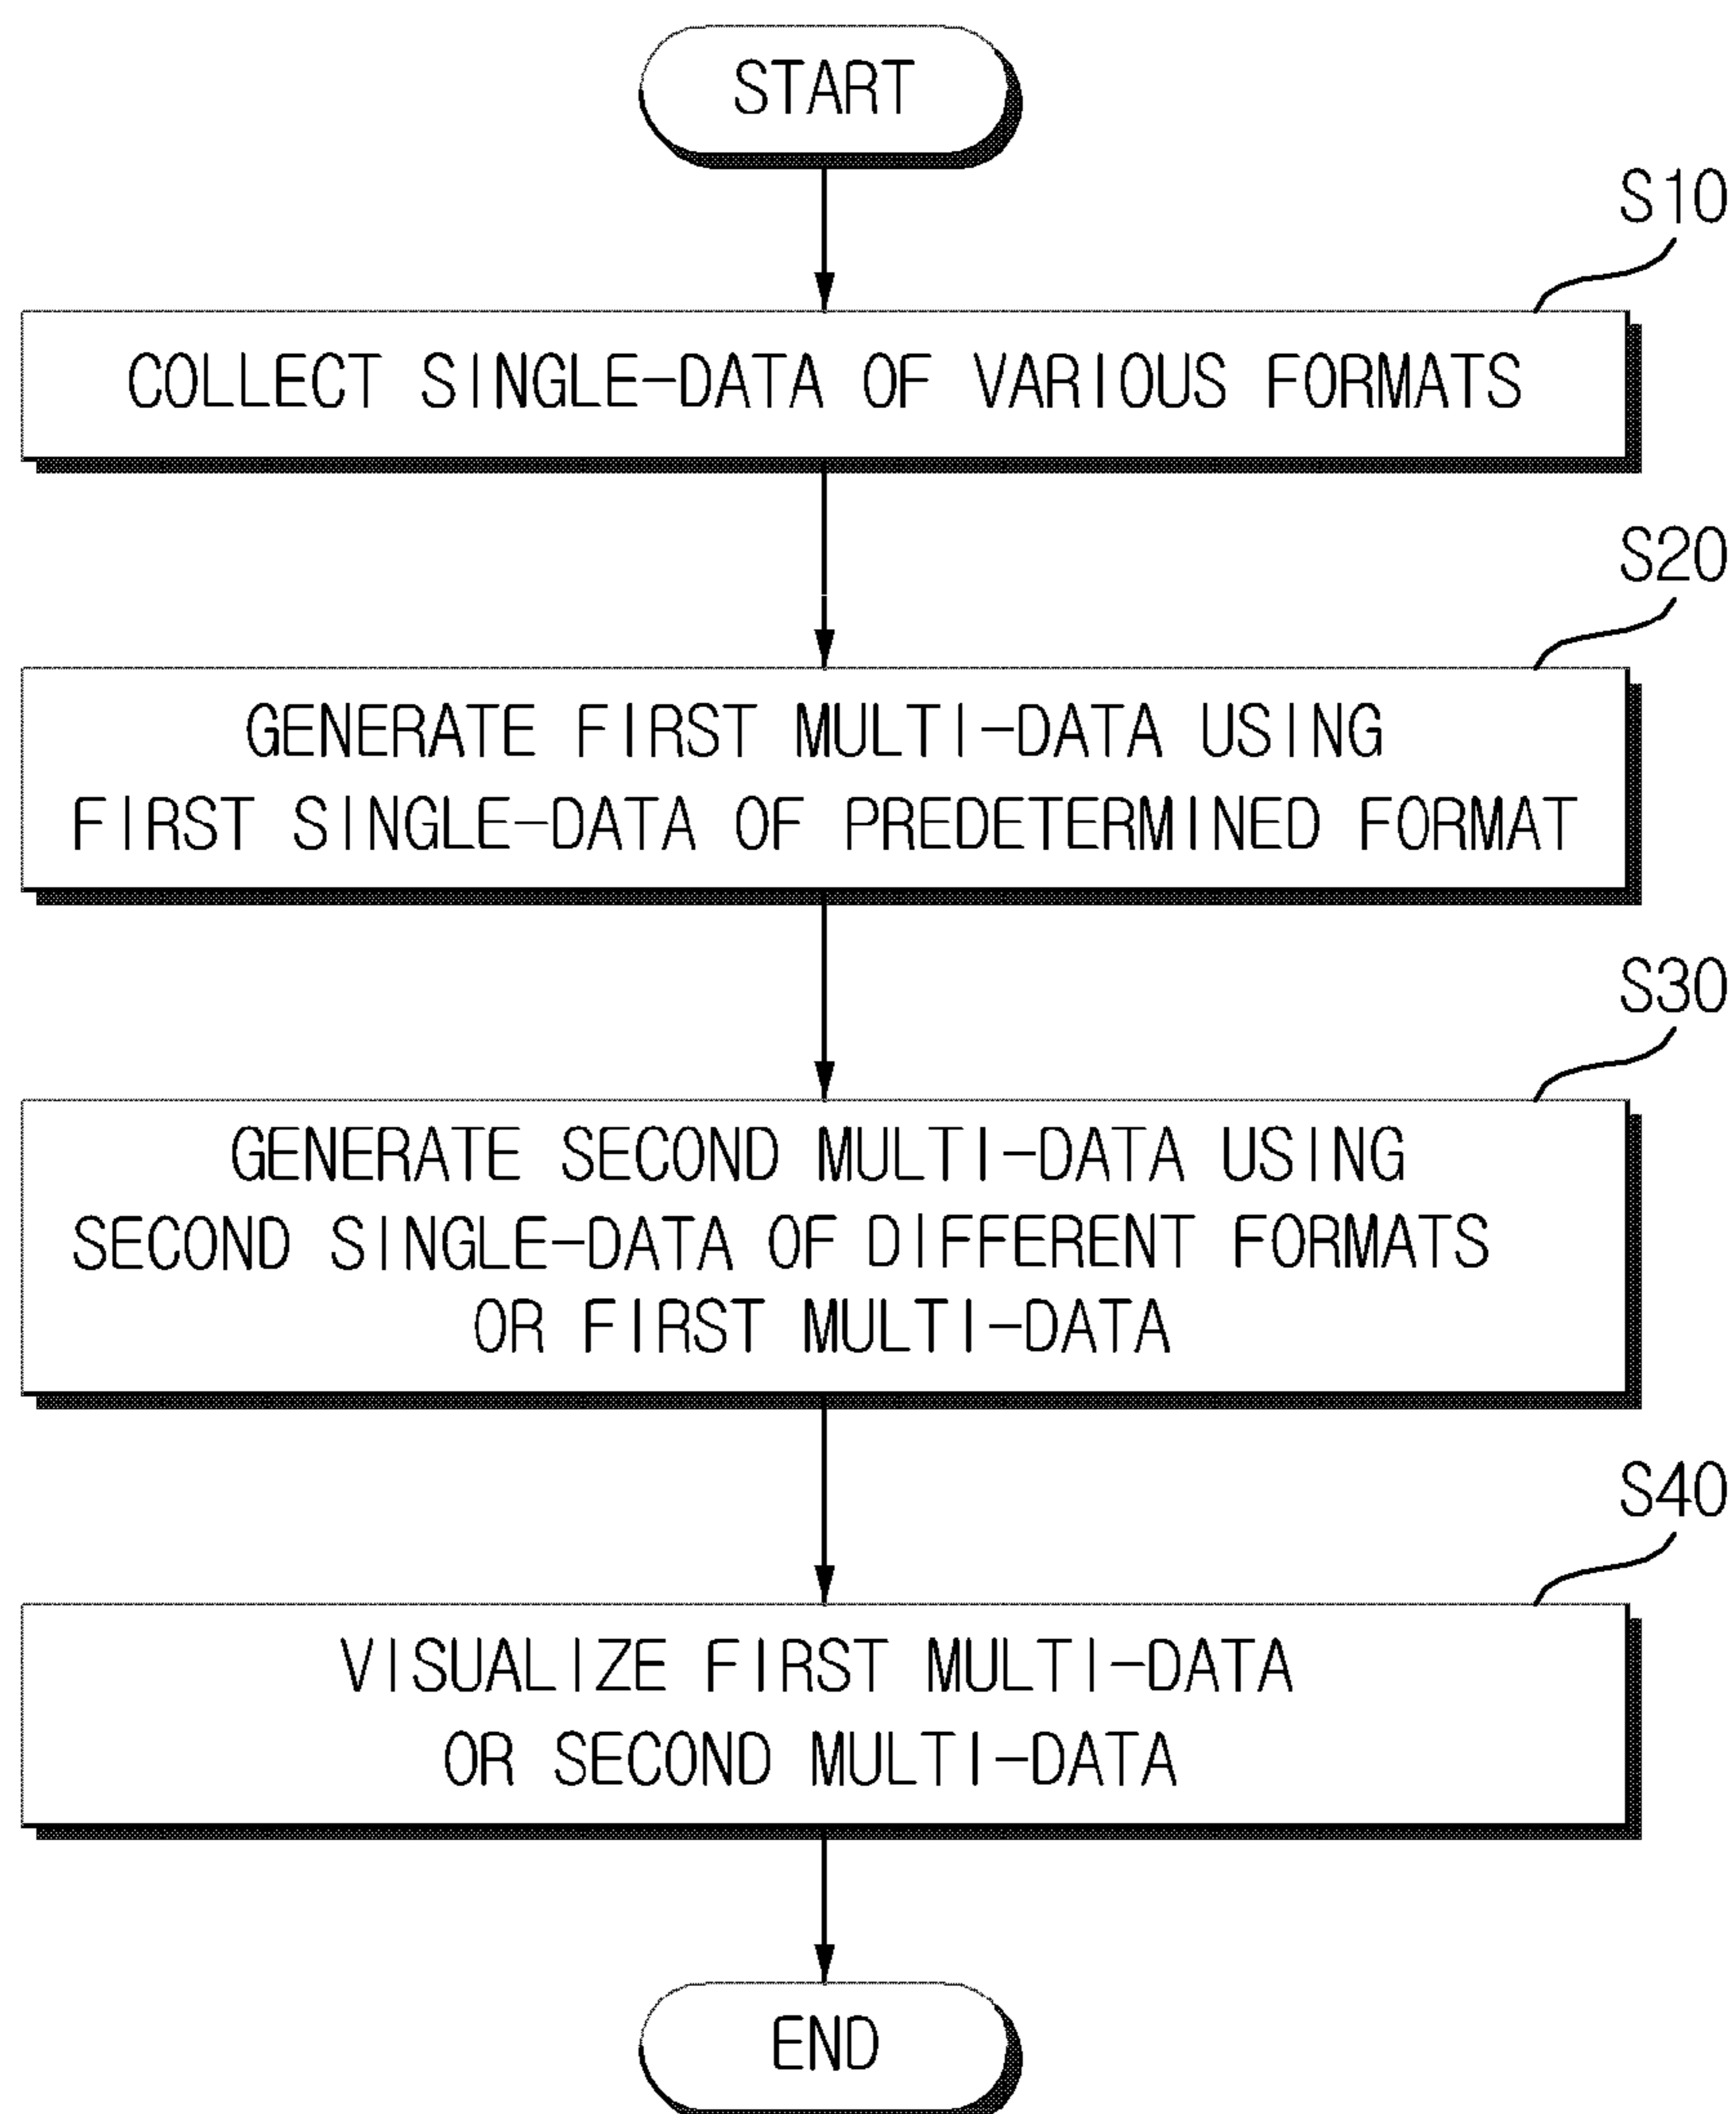 START
S10
COLLECT SINGLE-DATA OF VARIOUS FORMATS
S20
GENERATE FIRST MULTI-DATA USING
FIRST SINGLE-DATA OF PREDETERMINED FORMAT
S30
GENERATE SECOND MULTI-DATA USING
SECOND SINGLE-DATA OF DIFFERENT FORMATS
OR FIRST MULTI-DATA
S40
VISUALIZE FIRST MULTI-DATA
OR SECOND MULTI-DATA
END